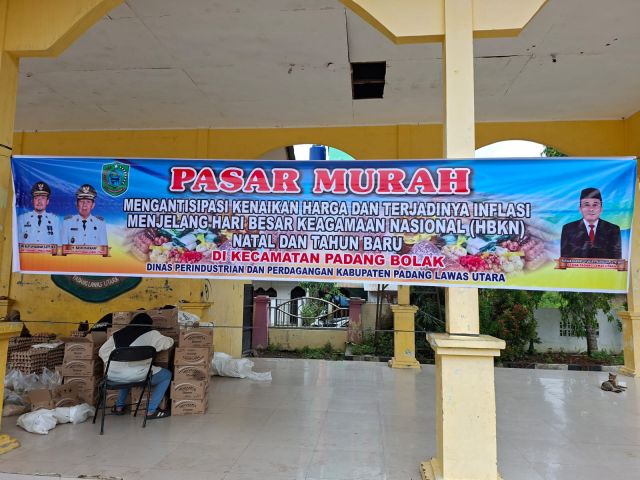 PASAR MURAH
MENGANTISIPASI KENAIKAN HARGA DAN TERJADINYA INFLASI
MENJELANG HARI BESAR KEAGAMAAN NASIONAL (HBKN)
NATAL DAN TAHUN BARU
DI KECAMATAN PADANG BOLAK
DINAS PERINDUSTRIAN DAN PERDAGANGAN KABUPATEN PADANG LAWAS UTARA